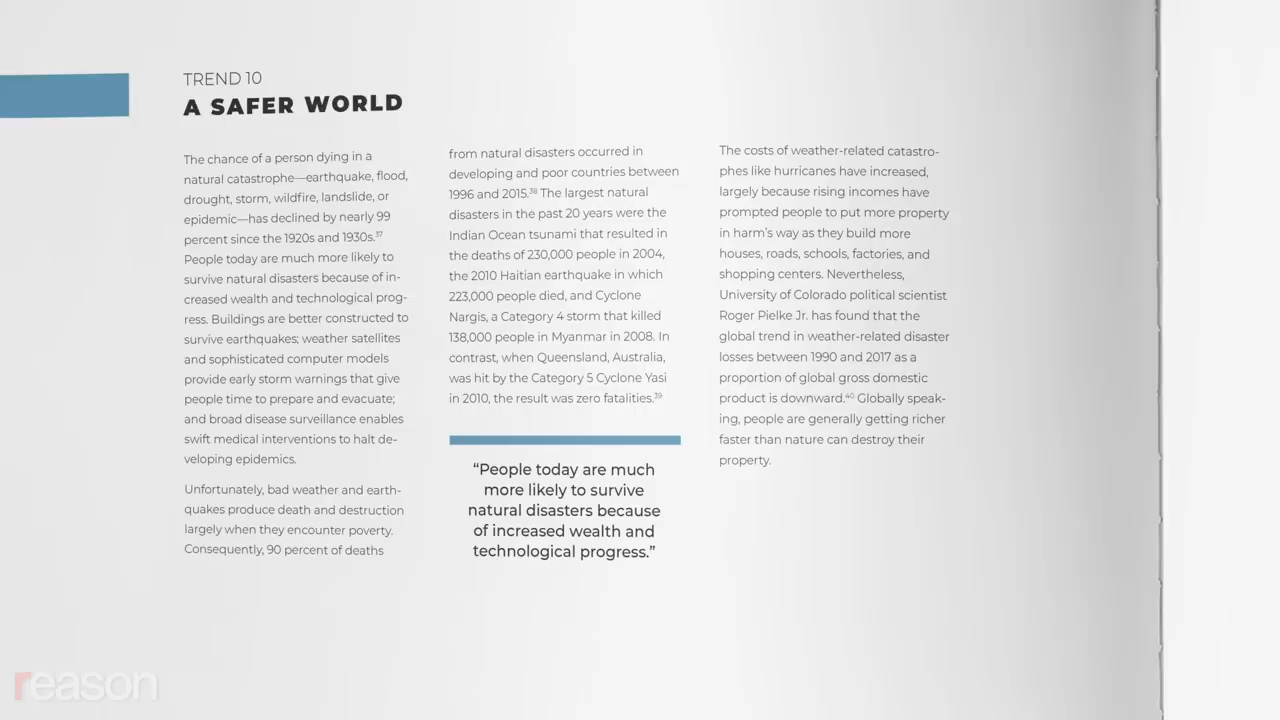 TREND 10
A SAFER WORLD
The chance of a person dying in a
natural catastrophe—earthquake, flood,
drought, storm, wildfire, landslide, or
epidemic—has declined by nearly 99
percent since the 1920s and 1930s.³⁷
People today are much more likely to
survive natural disasters because of in-
creased wealth and technological prog-
ress. Buildings are better constructed to
survive earthquakes; weather satellites
and sophisticated computer models
provide early storm warnings that give
people time to prepare and evacuate;
and broad disease surveillance enables
swift medical interventions to halt de-
veloping epidemics.
Unfortunately, bad weather and earth-
quakes produce death and destruction
largely when they encounter poverty.
Consequently, 90 percent of deaths
from natural disasters occurred in
developing and poor countries between
1996 and 2015.³⁸ The largest natural
disasters in the past 20 years were the
Indian Ocean tsunami that resulted in
the deaths of 230,000 people in 2004,
the 2010 Haitian earthquake in which
223,000 people died, and Cyclone
Nargis, a Category 4 storm that killed
138,000 people in Myanmar in 2008. In
contrast, when Queensland, Australia,
was hit by the Category 5 Cyclone Yasi
in 2010, the result was zero fatalities.³⁹
“People today are much
more likely to survive
natural disasters because
of increased wealth and
technological progress.”
The costs of weather-related catastro-
phes like hurricanes have increased,
largely because rising incomes have
prompted people to put more property
in harm’s way as they build more
houses, roads, schools, factories, and
shopping centers. Nevertheless,
University of Colorado political scientist
Roger Pielke Jr. has found that the
global trend in weather-related disaster
losses between 1990 and 2017 as a
proportion of global gross domestic
product is downward.⁴⁰ Globally speak-
ing, people are generally getting richer
faster than nature can destroy their
property.
reason